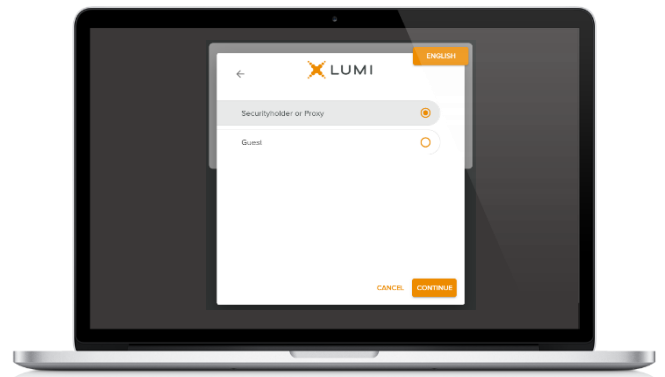 ENGLISH
LUMI
Securityholder or Proxy
Guest
CANCEL
CONTINUE